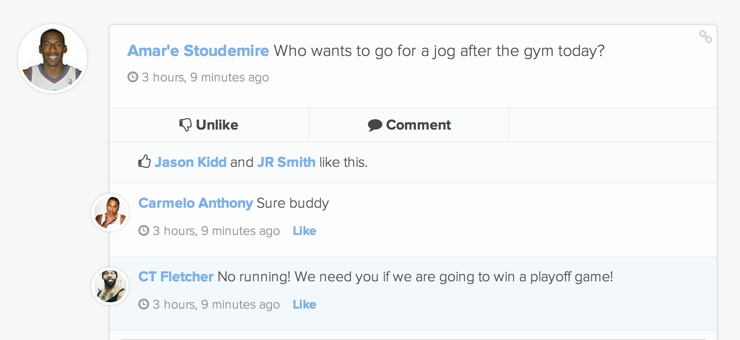 Amar'e Stoudemire Who wants to go for a jog after the gym today?
3 hours, 9 minutes ago
Unlike Comment
Jason Kidd and JR Smith like this.
Carmelo Anthony Sure buddy
3 hours, 9 minutes ago Like
CT Fletcher No running! We need you if we are going to win a playoff game!
3 hours, 9 minutes ago Like